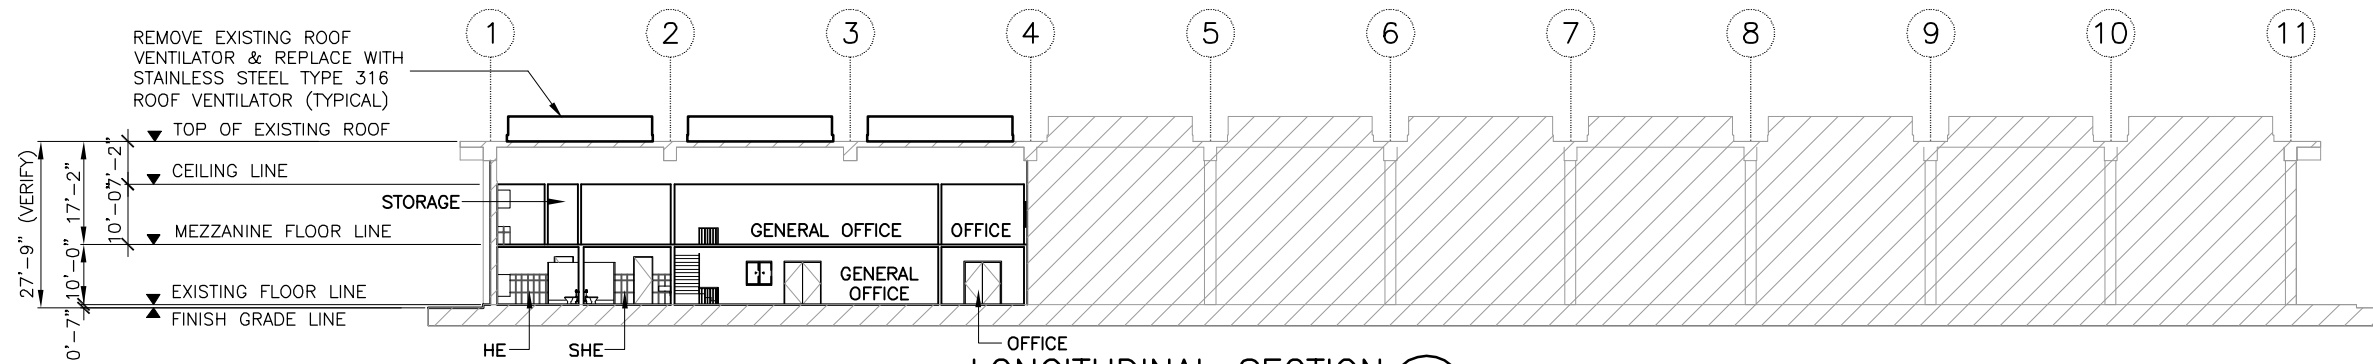 1 2 3 4 5 6 7 8 9 10 11
REMOVE EXISTING ROOF
VENTILATOR & REPLACE WITH
STAINLESS STEEL TYPE 316
ROOF VENTILATOR (TYPICAL)
TOP OF EXISTING ROOF
CEILING LINE
MEZZANINE FLOOR LINE
EXISTING FLOOR LINE
FINISH GRADE LINE
27'-9" (VERIFY)
17'-2"
10'-0"
0'-7"
7'-2"
10'-0"
STORAGE
GENERAL OFFICE
OFFICE
GENERAL
OFFICE
HE
SHE
OFFICE
LONGITUDINAL SECTION